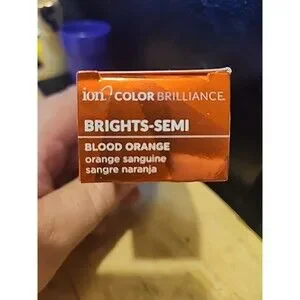 ion COLOR BRILLIANCE
BRIGHTS-SEMI
BLOOD ORANGE
orange sanguine
sangre naranja